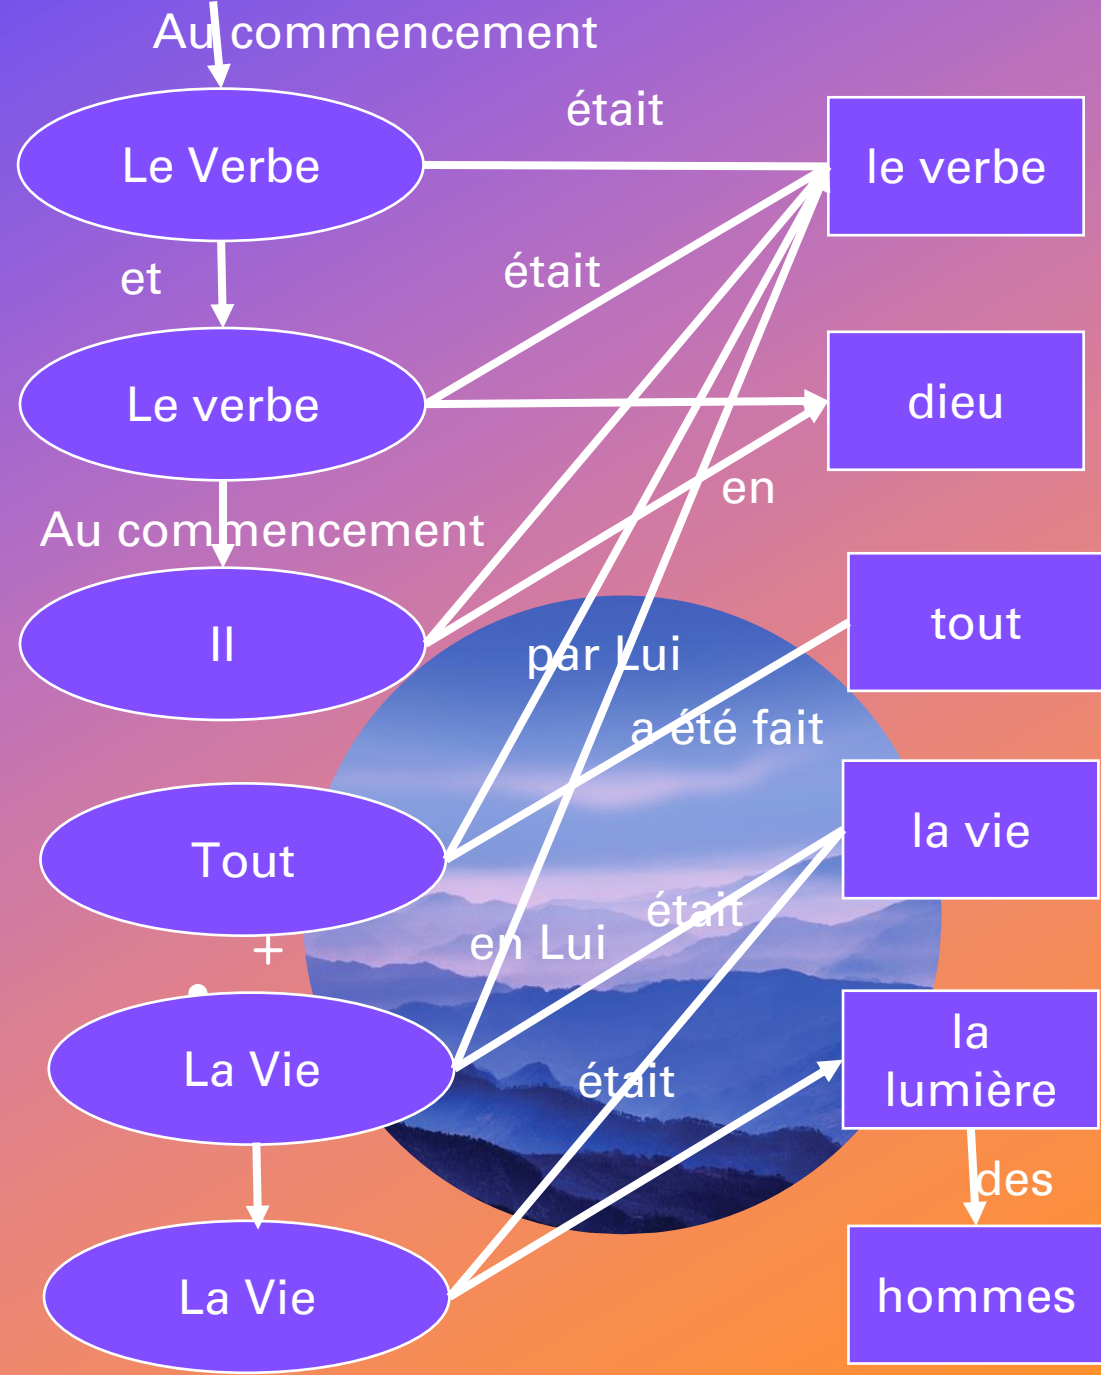 Au commencement
était
Le Verbe
le verbe
et
était
Le verbe
dieu
en
Au commencement
Il
tout
par Lui
a été fait
Tout
la vie
était
+
en Lui
La Vie
la
lumière
était
des
La Vie
hommes